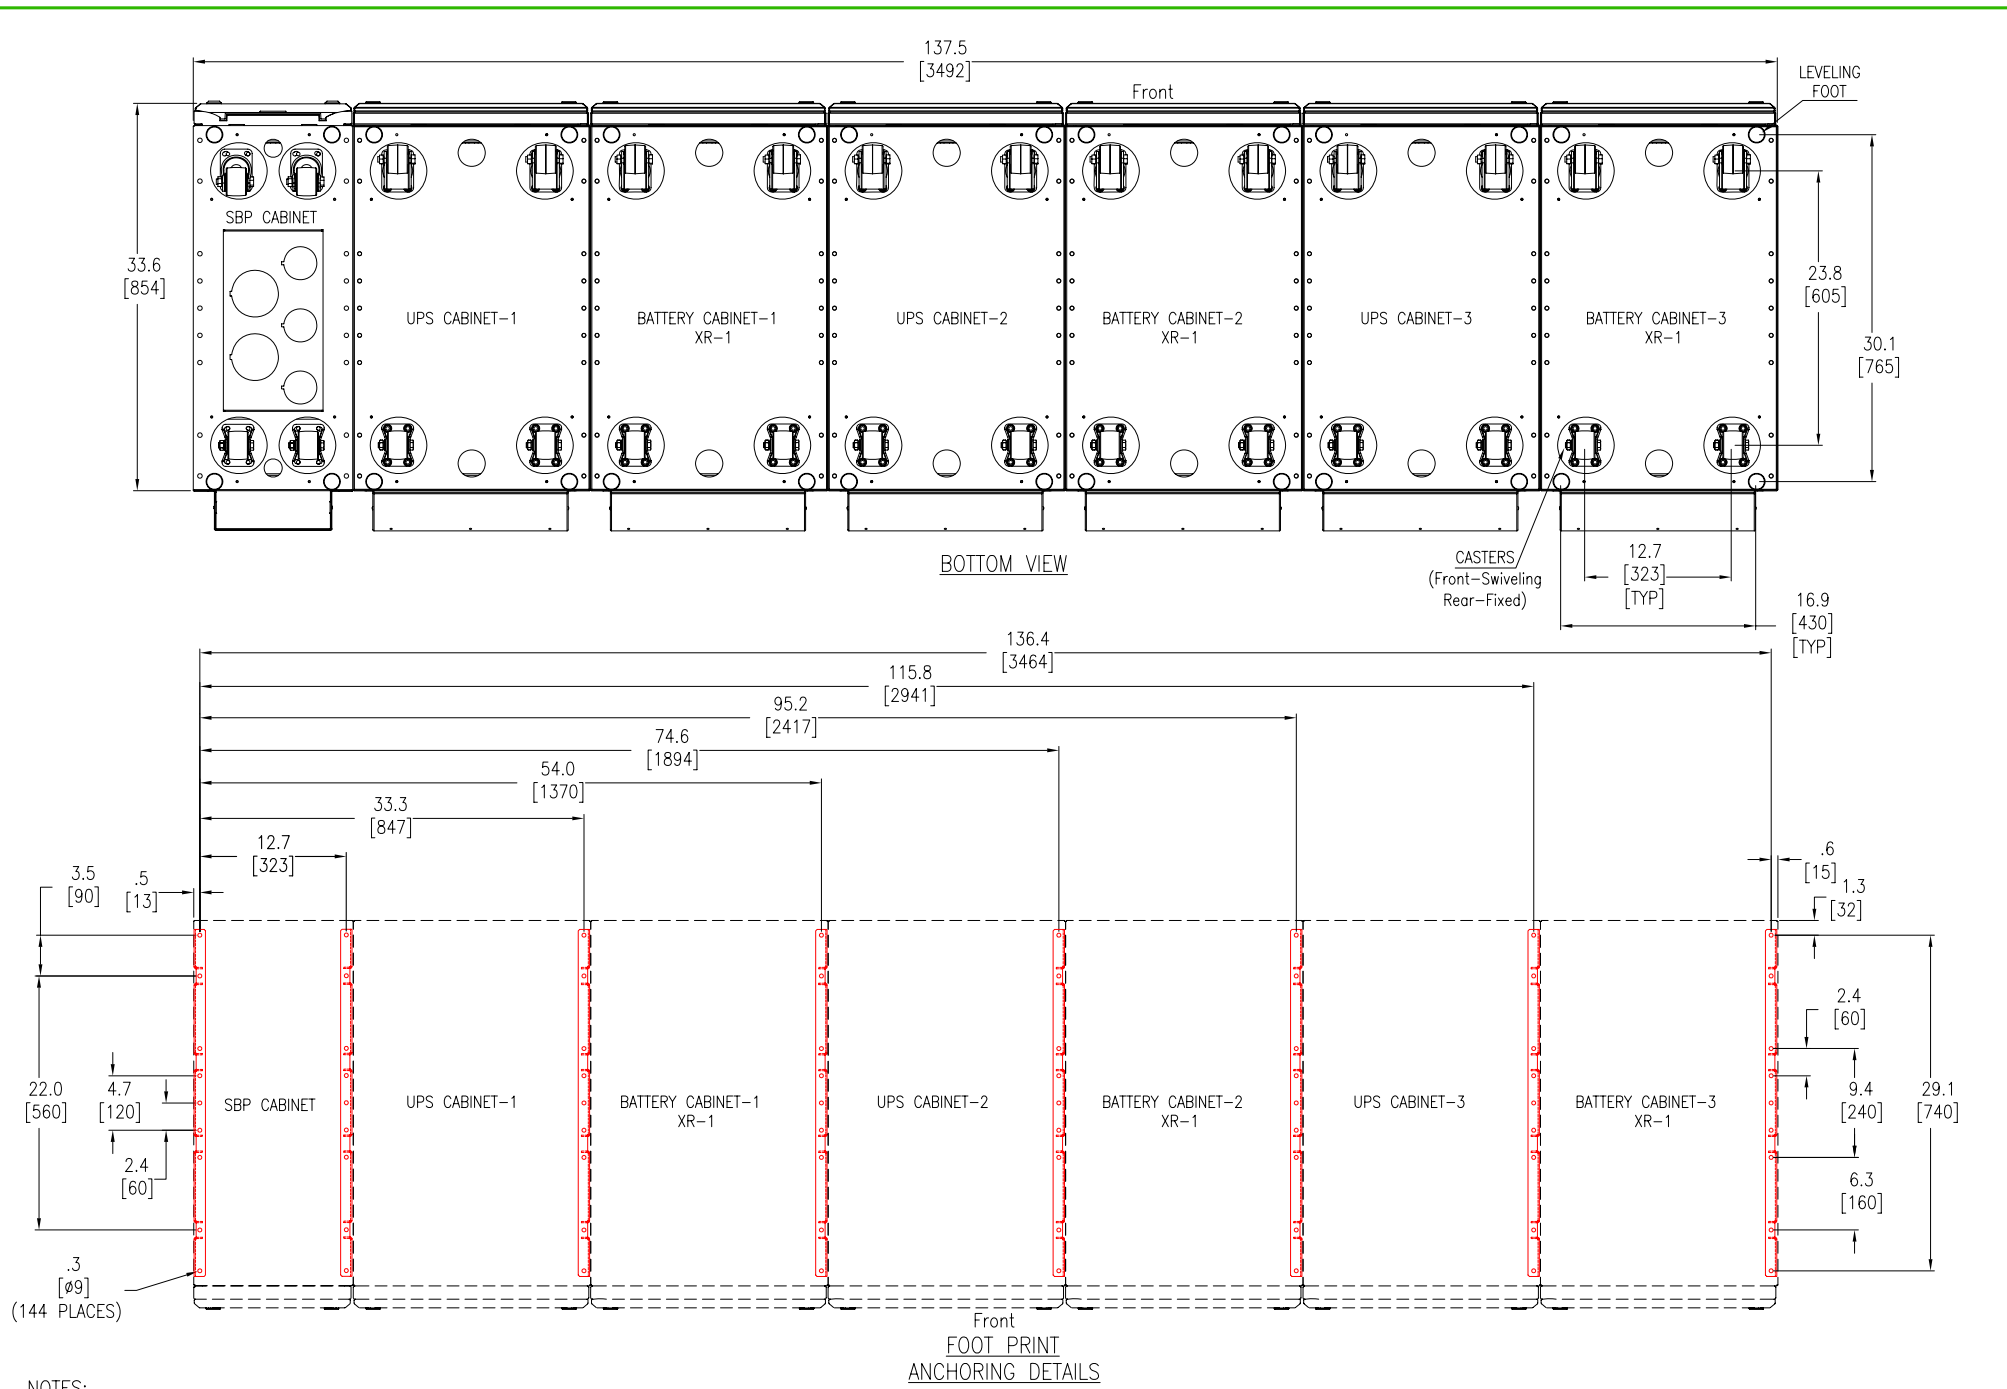 137.5
[3492]
Front
LEVELING
FOOT
SBP CABINET
33.6
[854]
23.8
[605]
UPS CABINET-1
BATTERY CABINET-1
XR-1
UPS CABINET-2
BATTERY CABINET-2
XR-1
UPS CABINET-3
BATTERY CABINET-3
XR-1
30.1
[765]
BOTTOM VIEW
CASTERS
(Front-Swiveling
Rear-Fixed)
12.7
[323]
[TYP]
16.9
[430]
[TYP]
136.4
[3464]
115.8
[2941]
95.2
[2417]
74.6
[1894]
54.0
[1370]
33.3
[847]
12.7
[323]
3.5
[90]
.5
[13]
.6
[15]
1.3
[32]
2.4
[60]
22.0
[560]
4.7
[120]
2.4
[60]
SBP CABINET
UPS CABINET-1
BATTERY CABINET-1
XR-1
UPS CABINET-2
BATTERY CABINET-2
XR-1
UPS CABINET-3
BATTERY CABINET-3
XR-1
9.4
[240]
29.1
[740]
6.3
[160]
.3
[ø9]
(144 PLACES)
Front
FOOT PRINT
ANCHORING DETAILS
NOTES: